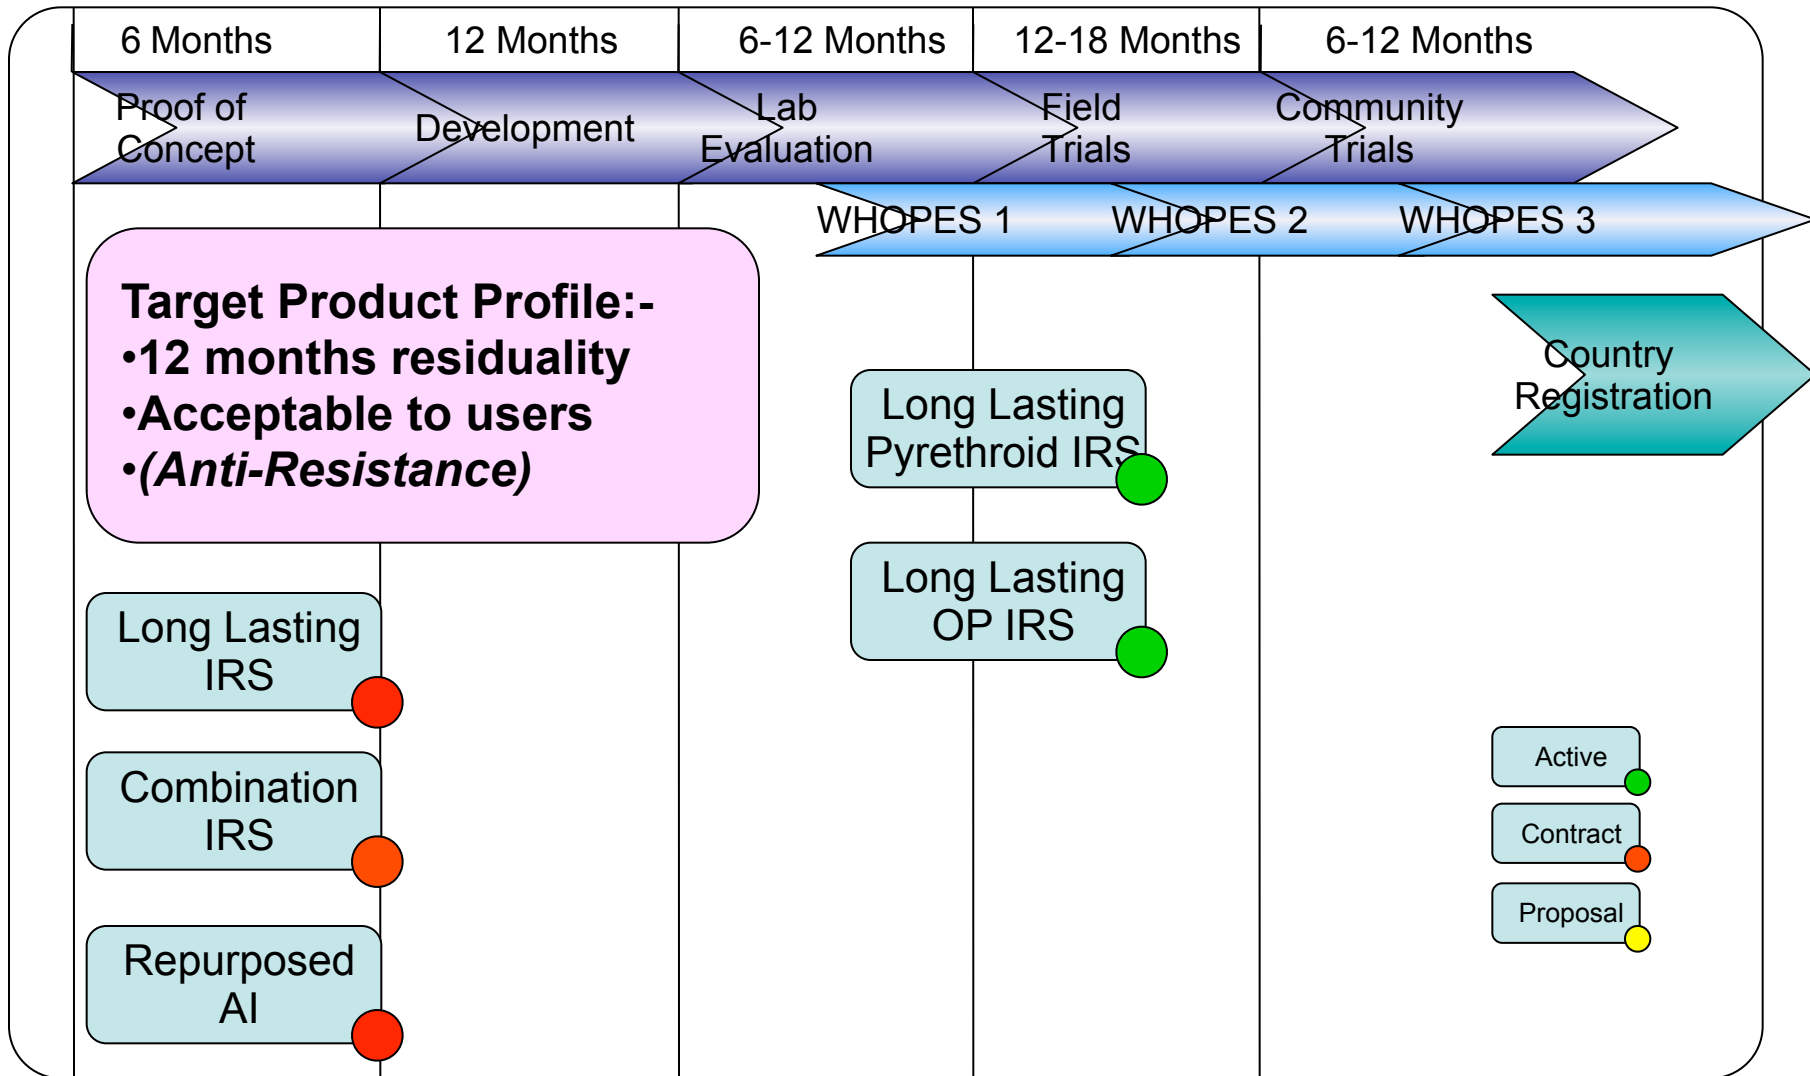 6 Months
12 Months
6-12 Months
12-18 Months
6-12 Months
Proof of
Concept
Development
Lab
Evaluation
Field
Trials
Community
Trials
WHOPES 1
WHOPES 2
WHOPES 3
Target Product Profile:-
•12 months residuality
•Acceptable to users
•(Anti-Resistance)
Country
Registration
Long Lasting
Pyrethroid IRS
Long Lasting
OP IRS
Long Lasting
IRS
Combination
IRS
Repurposed
AI
Active
Contract
Proposal